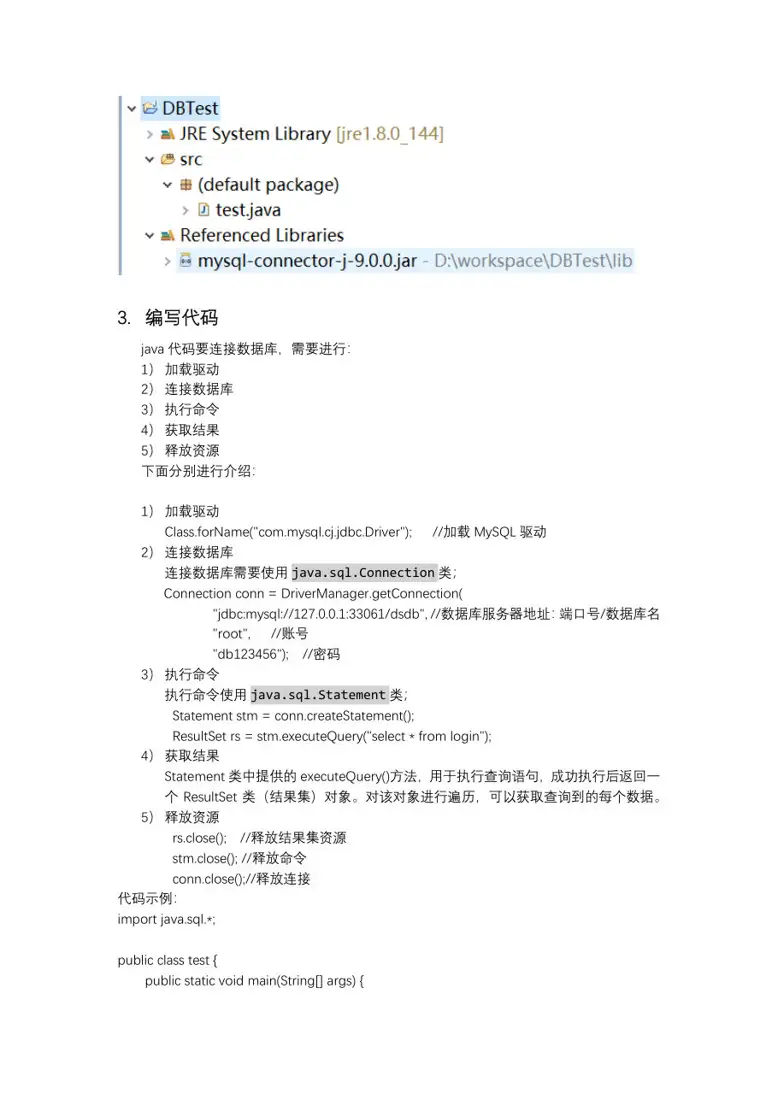 DBTest
JRE System Library [jre1.8.0_144]
src
(default package)
test.java
Referenced Libraries
mysql-connector-j-9.0.0.jar - D:\workspace\DBTest\lib
3. 编写代码
java 代码要连接数据库，需要进行：
1） 加载驱动
2） 连接数据库
3） 执行命令
4） 获取结果
5） 释放资源
下面分别进行介绍：
1） 加载驱动
Class.forName("com.mysql.cj.jdbc.Driver"); //加载 MySQL 驱动
2） 连接数据库
连接数据库需要使用 java.sql.Connection 类；
Connection conn = DriverManager.getConnection(
"jdbc:mysql://127.0.0.1:33061/dsdb", //数据库服务器地址：端口号/数据库名
"root", //账号
"db123456"); //密码
3） 执行命令
执行命令使用 java.sql.Statement 类；
Statement stm = conn.createStatement();
ResultSet rs = stm.executeQuery("select * from login");
4） 获取结果
Statement 类中提供的 executeQuery()方法，用于执行查询语句，成功执行后返回一
个 ResultSet 类（结果集）对象。对该对象进行遍历，可以获取查询到的每个数据。
5） 释放资源
rs.close(); //释放结果集资源
stm.close(); //释放命令
conn.close();//释放连接
代码示例：
import java.sql.*;
public class test {
public static void main(String[] args) {